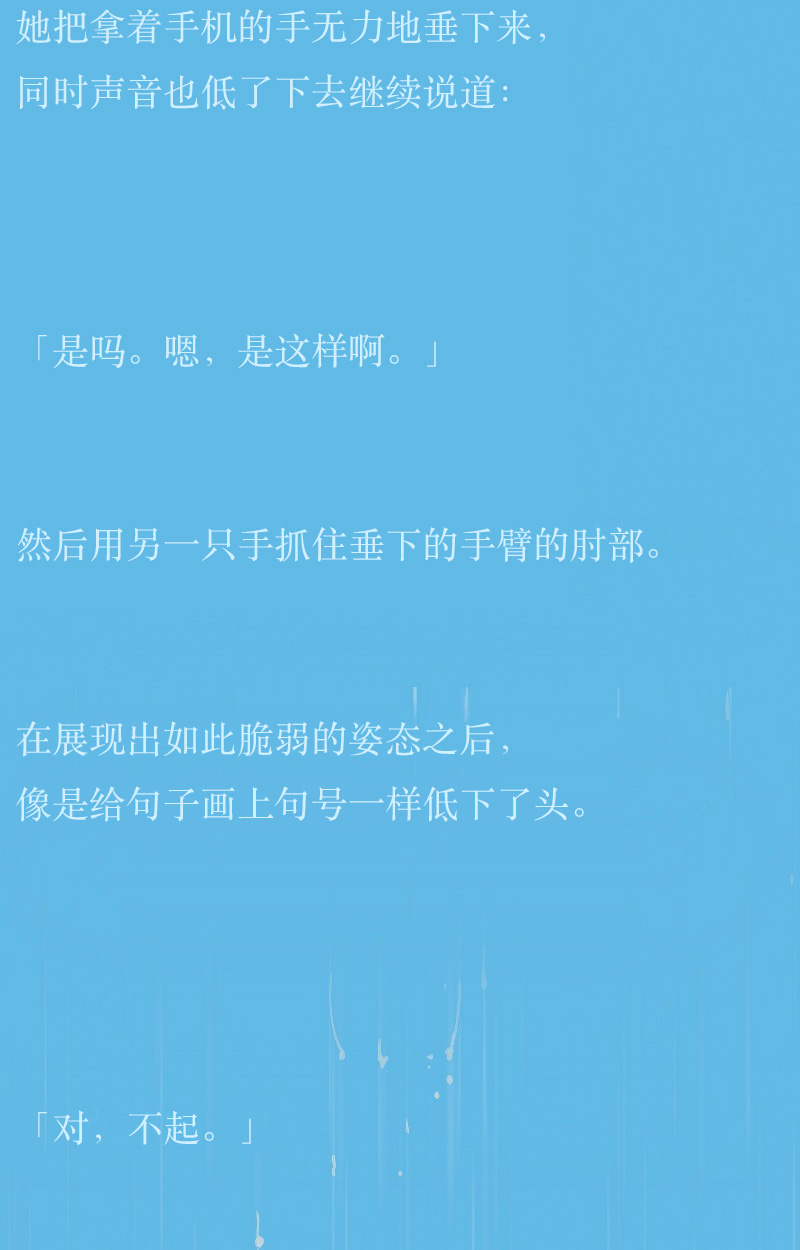 她把拿着手机的手无力地垂下来，
同时声音也低了下去继续说道：
「是吗。嗯，是这样啊。」
然后用另一只手抓住垂下的手臂的肘部。
在展现出如此脆弱的姿态之后，
像是给句子画上句号一样低下了头。
「对，不起。」